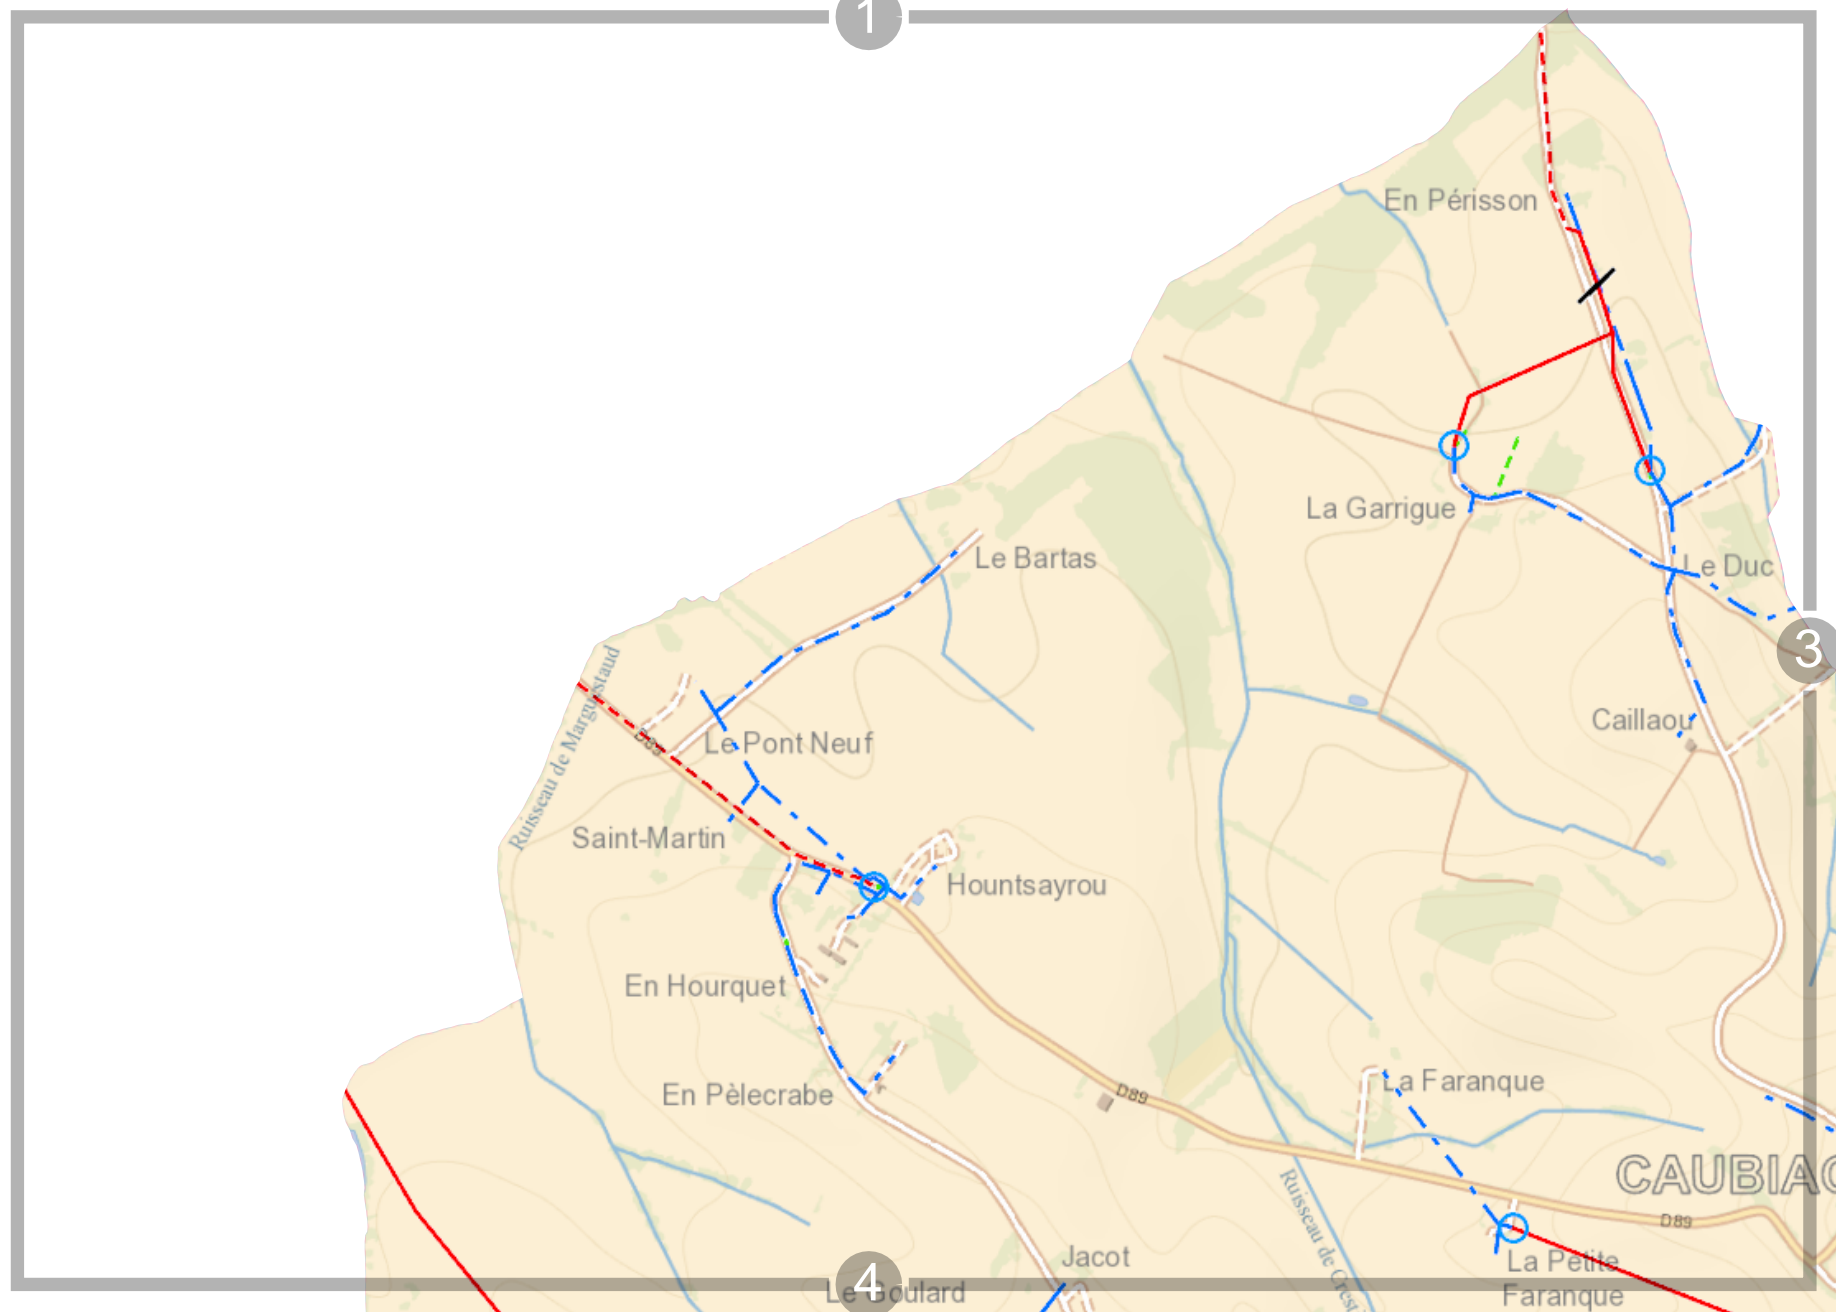 1
En Périsson
La Garrigue
Le Bartas
Le Duc
3
Ruisseau de Margustaud
D89
Le Pont Neuf
Caillaou
Saint-Martin
Hountsayrou
En Hourquet
En Pèlecrabe
D89
La Faranque
CAUBIAC
Ruisseau de Crest
D89
Jacot
La Petite
Faranque
4
Le Goulard